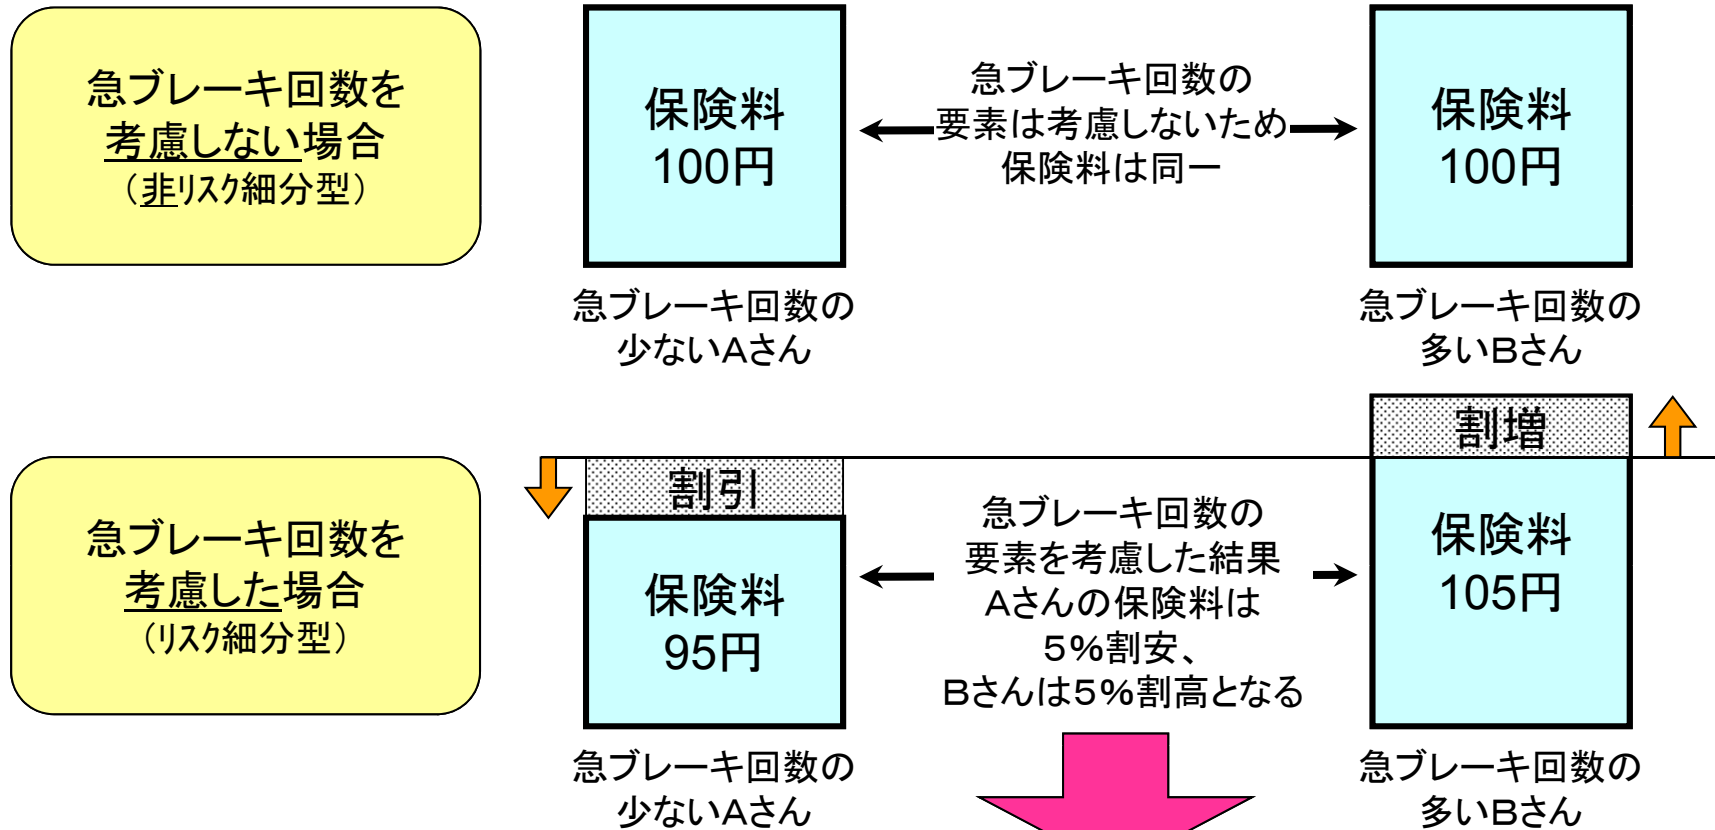 急ブレーキ回数を
考慮しない場合
（非ﾘｽｸ細分型）
保険料
100円
急ブレーキ回数の
要素は考慮しないため
保険料は同一
保険料
100円
急ブレーキ回数の
少ないＡさん
急ブレーキ回数の
多いＢさん
急ブレーキ回数を
考慮した場合
（ﾘｽｸ細分型）
割引
保険料
95円
急ブレーキ回数の
要素を考慮した結果
Ａさんの保険料は
５％割安、
Ｂさんは５％割高となる
割増
保険料
105円
急ブレーキ回数の
少ないＡさん
急ブレーキ回数の
多いＢさん